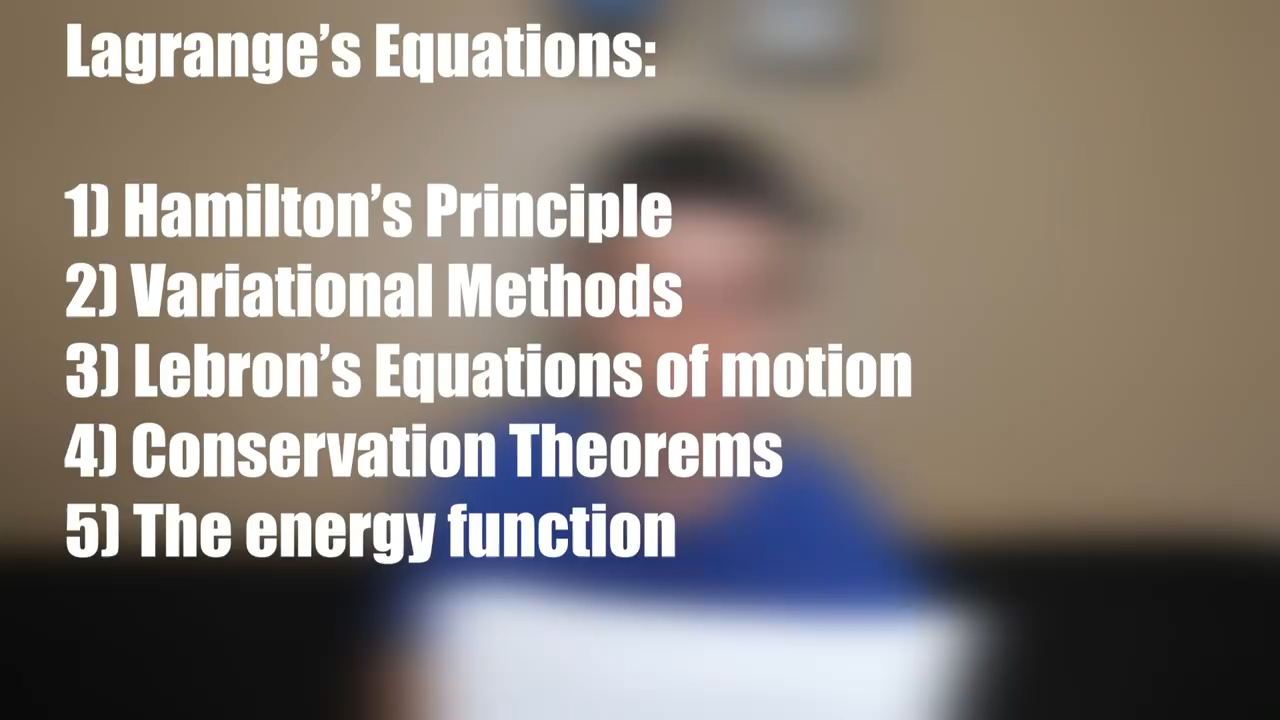 Lagrange’s Equations:
1) Hamilton’s Principle
2) Variational Methods
3) Lebron’s Equations of motion
4) Conservation Theorems
5) The energy function